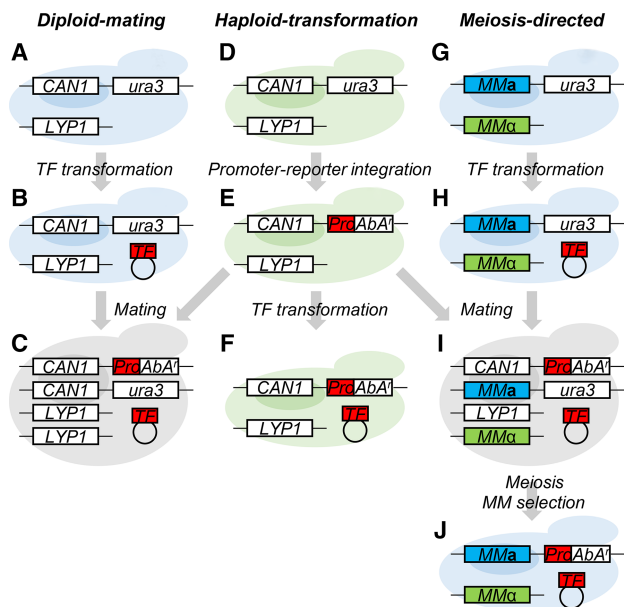 Diploid-mating Haploid-transformation Meiosis-directed
A D G
CAN1 ura3 CAN1 ura3 MMa ura3
LYP1 LYP1 MMα
TF transformation Promoter-reporter integration TF transformation
B E H
CAN1 ura3 CAN1 Pro AbAʳ MMa ura3
LYP1 TF LYP1 MMα TF
Mating TF transformation Mating
C F I
CAN1 Pro AbAʳ CAN1 Pro AbAʳ CAN1 Pro AbAʳ
CAN1 ura3 TF MMa ura3
LYP1 TF LYP1 LYP1 TF
LYP1 MMα
Meiosis
MM selection
J
MMa Pro AbAʳ
MMα TF